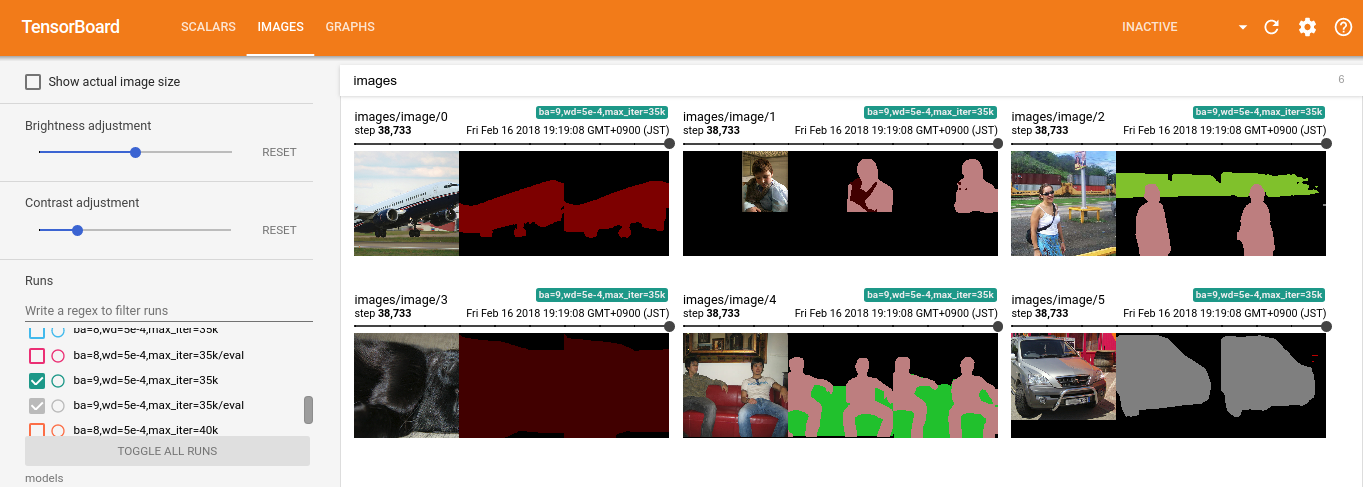 TensorBoard SCALARS IMAGES GRAPHS INACTIVE
Show actual image size
Brightness adjustment
RESET
Contrast adjustment
RESET
Runs
Write a regex to filter runs
ba=8,wd=5e-4,max_iter=35k
ba=8,wd=5e-4,max_iter=35k/eval
ba=9,wd=5e-4,max_iter=35k
ba=9,wd=5e-4,max_iter=35k/eval
ba=8,wd=5e-4,max_iter=40k
TOGGLE ALL RUNS
models
images 6
images/image/0 ba=9,wd=5e-4,max_iter=35k
step 38,733 Fri Feb 16 2018 19:19:08 GMT+0900 (JST)
images/image/1 ba=9,wd=5e-4,max_iter=35k
step 38,733 Fri Feb 16 2018 19:19:08 GMT+0900 (JST)
images/image/2 ba=9,wd=5e-4,max_iter=35k
step 38,733 Fri Feb 16 2018 19:19:08 GMT+0900 (JST)
images/image/3 ba=9,wd=5e-4,max_iter=35k
step 38,733 Fri Feb 16 2018 19:19:08 GMT+0900 (JST)
images/image/4 ba=9,wd=5e-4,max_iter=35k
step 38,733 Fri Feb 16 2018 19:19:08 GMT+0900 (JST)
images/image/5 ba=9,wd=5e-4,max_iter=35k
step 38,733 Fri Feb 16 2018 19:19:08 GMT+0900 (JST)